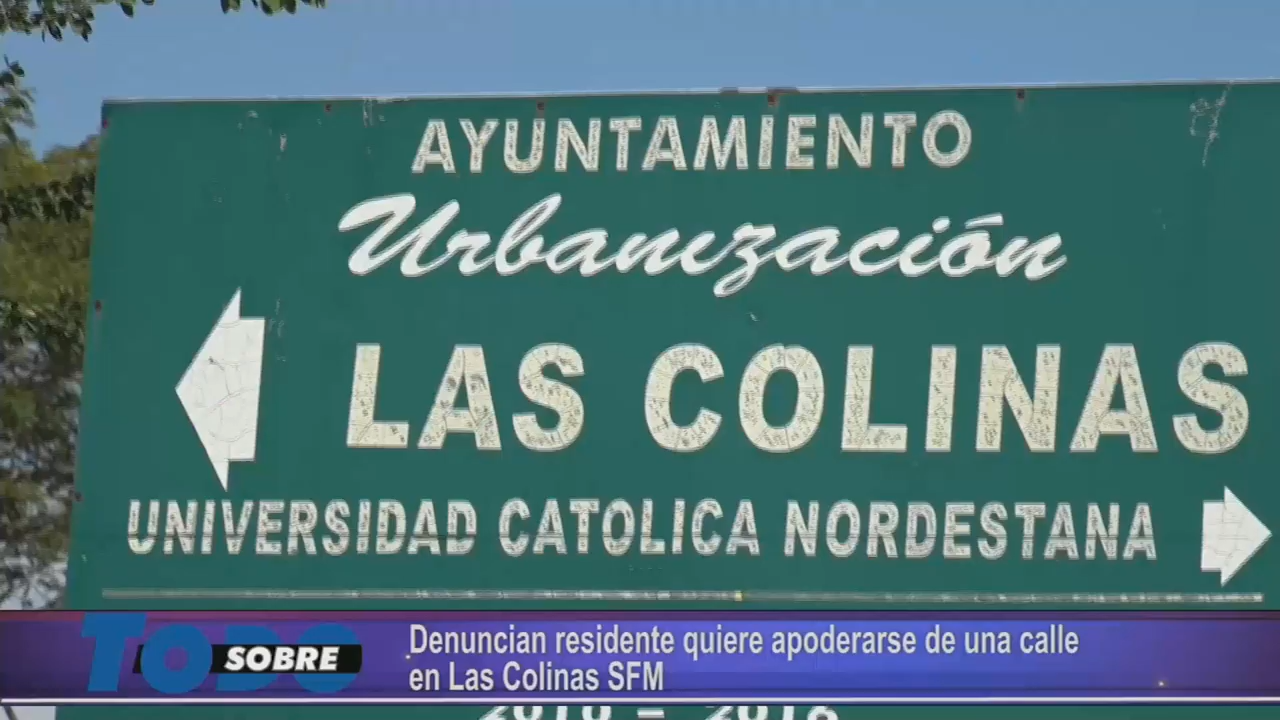 AYUNTAMIENTO
Urbanización
LAS COLINAS
UNIVERSIDAD CATOLICA NORDESTANA
TODO SOBRE
Denuncian residente quiere apoderarse de una calle
en Las Colinas SFM